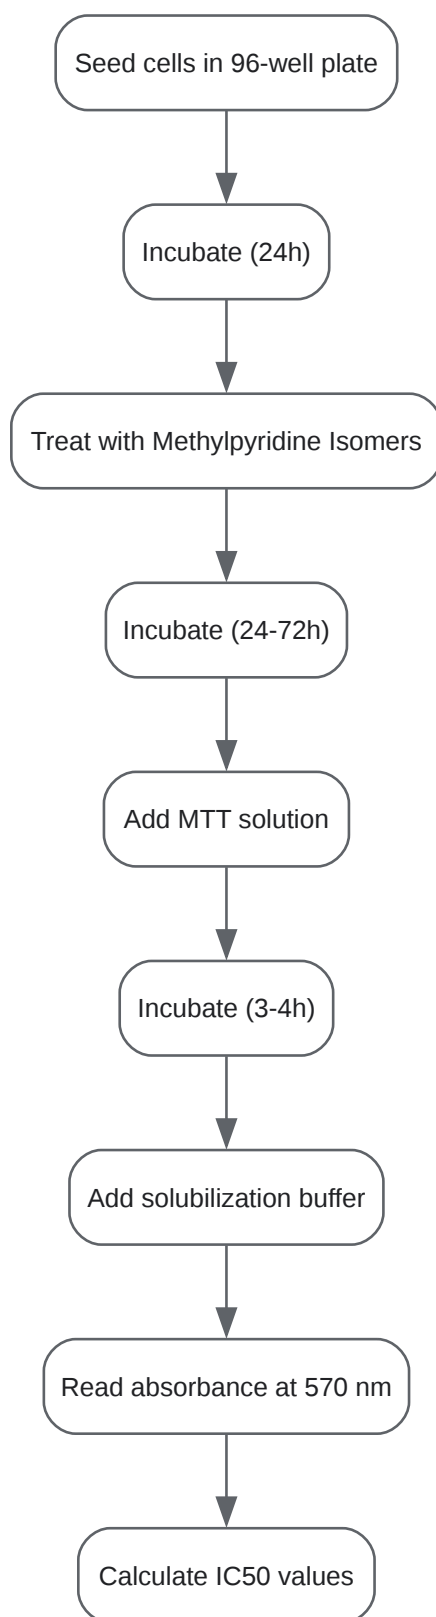 Seed cells in 96-well plate
Incubate (24h)
Treat with Methylpyridine Isomers
Incubate (24-72h)
Add MTT solution
Incubate (3-4h)
Add solubilization buffer
Read absorbance at 570 nm
Calculate IC50 values